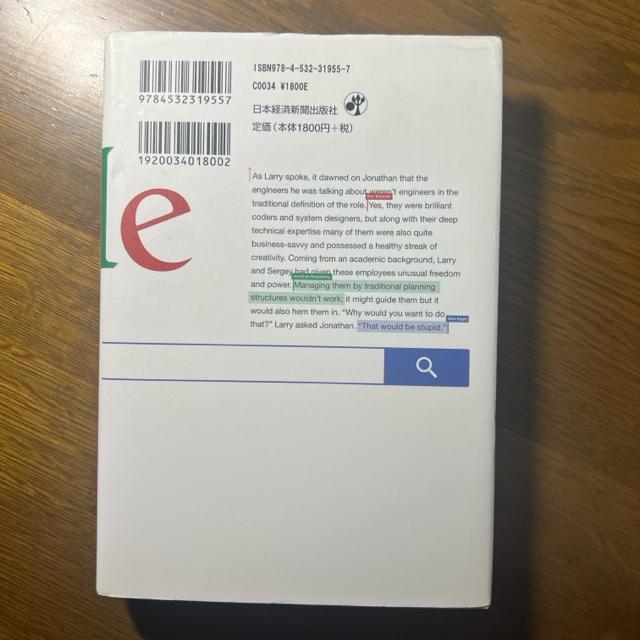 ISBN978-4-532-31955-7
9784532319557
C0034 ¥1800E
日本経済新聞出版社
定価(本体1800円+税)
1920034018002
le
As Larry spoke, it dawned on Jonathan that the
engineers he was talking about weren't engineers in the
traditional definition of the role. Yes, they were brilliant
coders and system designers, but along with their deep
technical expertise many of them were also quite
business-savvy and possessed a healthy streak of
creativity. Coming from an academic background, Larry
and Sergey had given these employees unusual freedom
and power. Managing them by traditional planning
structures wouldn't work; it might guide them but it
would also hem them in. "Why would you want to do
that?" Larry asked Jonathan. "That would be stupid."